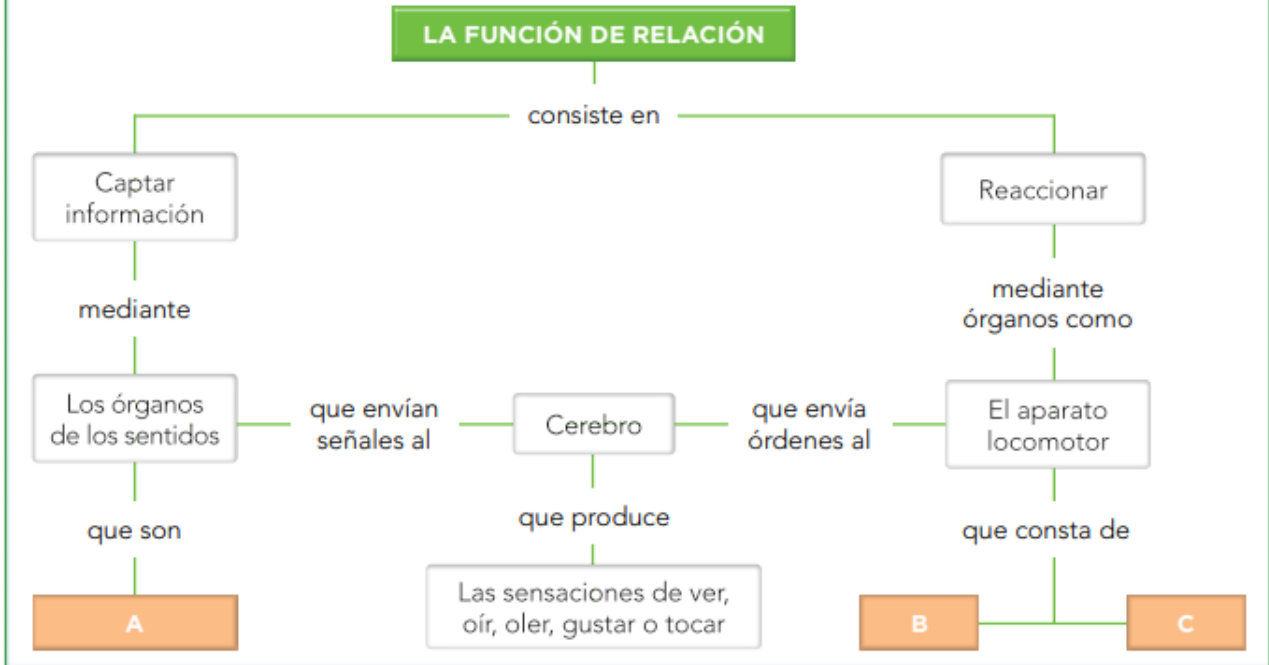 LA FUNCIÓN DE RELACIÓN
consiste en
Captar
información
Reaccionar
mediante
mediante
órganos como
Los órganos
de los sentidos
que envían
señales al
Cerebro
que envía
órdenes al
El aparato
locomotor
que son
que produce
que consta de
Las sensaciones de ver,
oír, oler, gustar o tocar
A
B
C